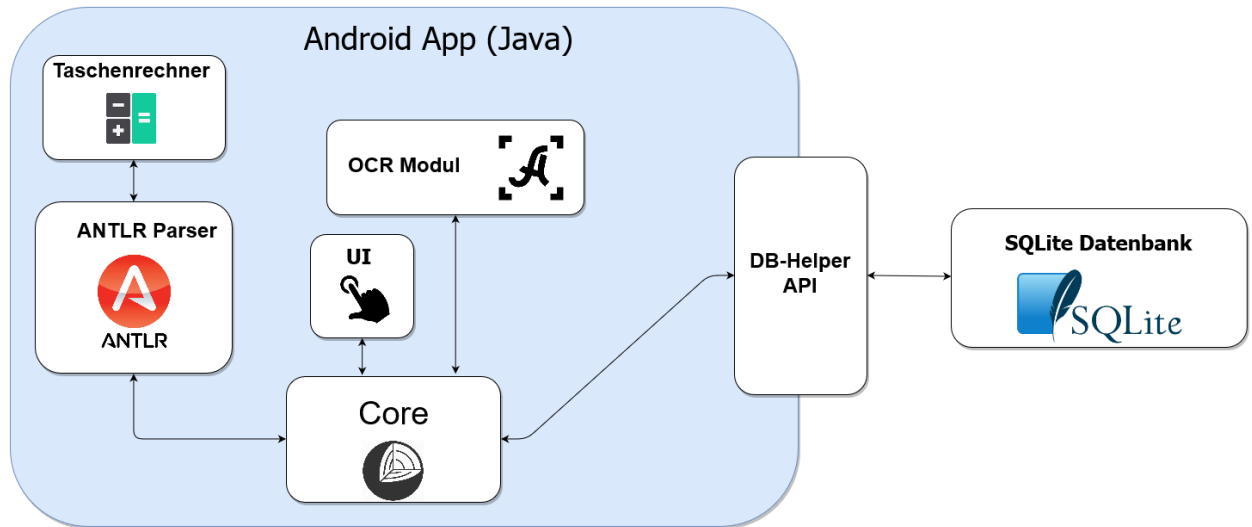 Android App (Java)
Taschenrechner
OCR Modul
ANTLR Parser
ANTLR
UI
Core
DB-Helper
API
SQLite Datenbank
SQLite